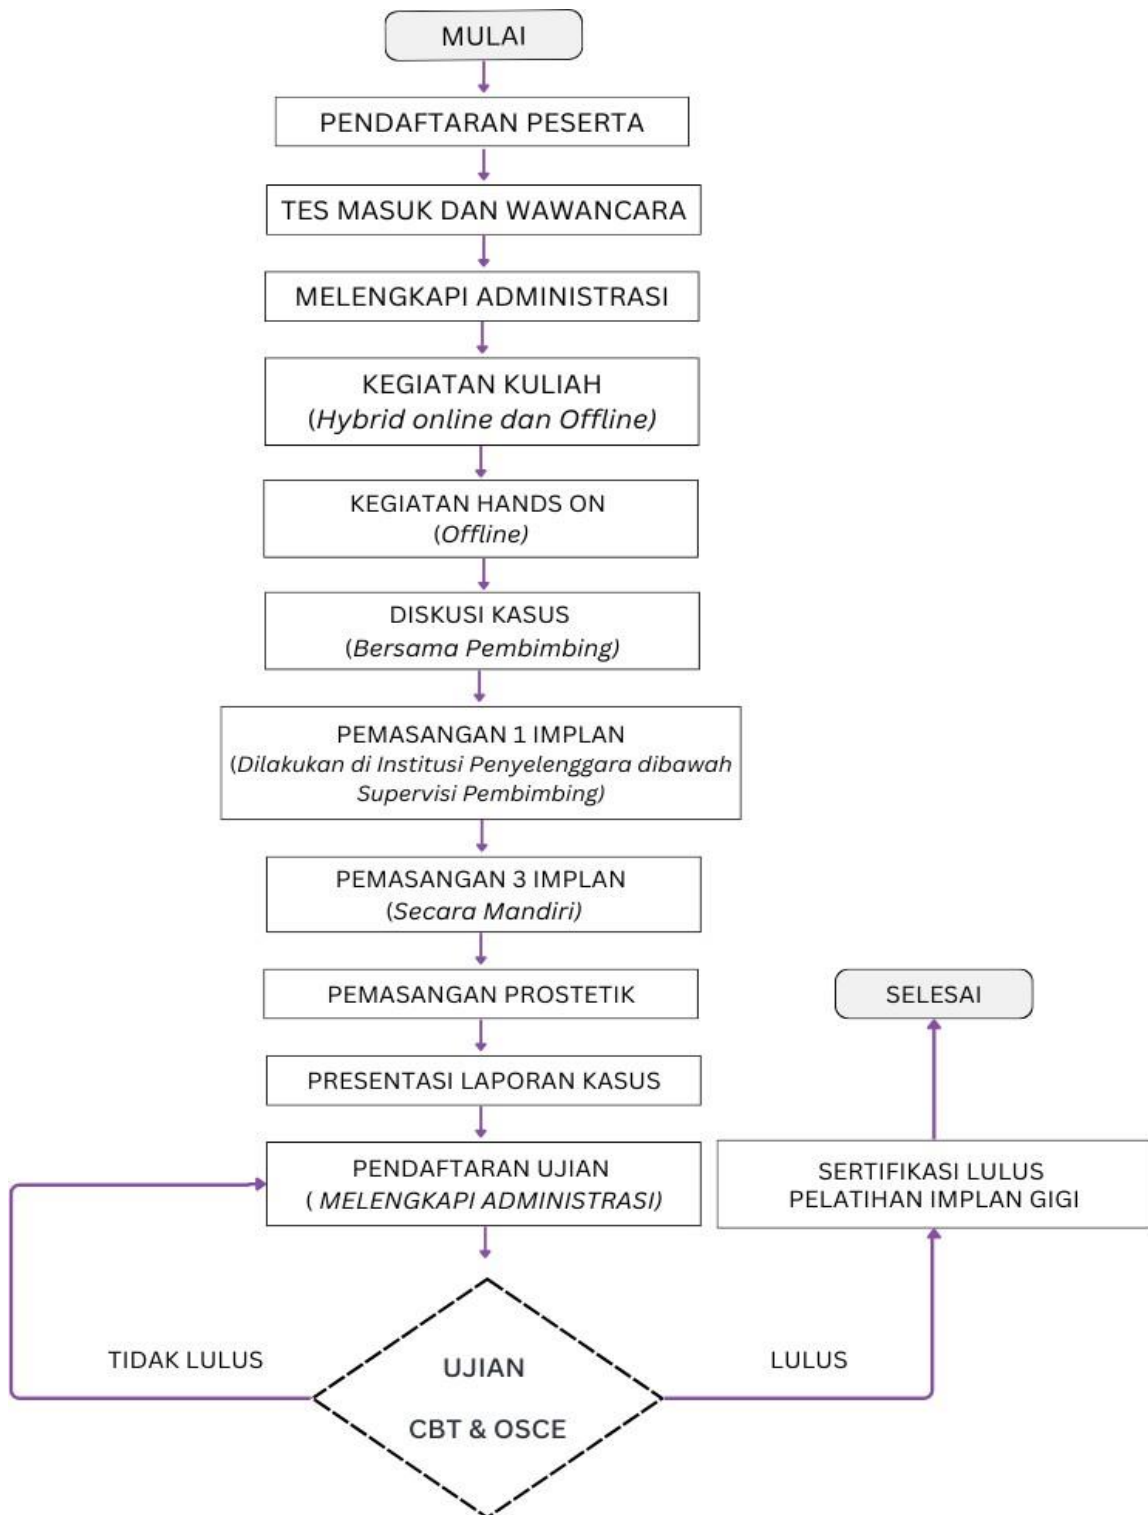 MULAI
PENDAFTARAN PESERTA
TES MASUK DAN WAWANCARA
MELENGKAPI ADMINISTRASI
KEGIATAN KULIAH
(Hybrid online dan Offline)
KEGIATAN HANDS ON
(Offline)
DISKUSI KASUS
(Bersama Pembimbing)
PEMASANGAN 1 IMPLAN
(Dilakukan di Institusi Penyelenggara dibawah
Supervisi Pembimbing)
PEMASANGAN 3 IMPLAN
(Secara Mandiri)
PEMASANGAN PROSTETIK
PRESENTASI LAPORAN KASUS
PENDAFTARAN UJIAN
( MELENGKAPI ADMINISTRASI)
UJIAN
CBT & OSCE
TIDAK LULUS
LULUS
SERTIFIKASI LULUS
PELATIHAN IMPLAN GIGI
SELESAI